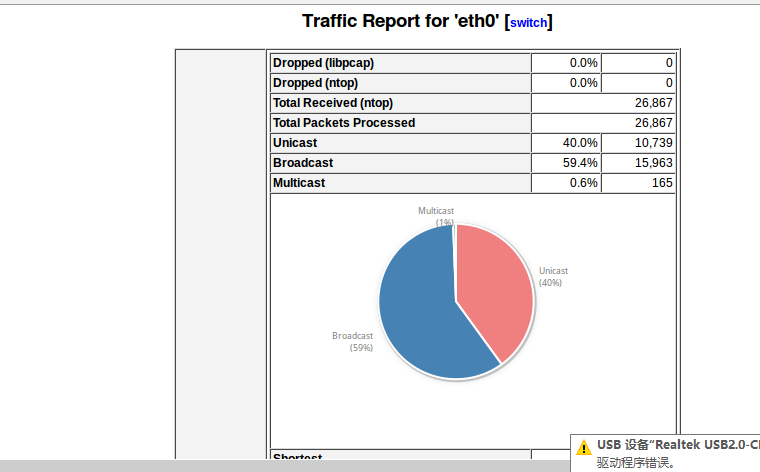 Traffic Report for 'eth0' [switch]
Dropped (libpcap) 0.0% 0
Dropped (ntop) 0.0% 0
Total Received (ntop) 26,867
Total Packets Processed 26,867
Unicast 40.0% 10,739
Broadcast 59.4% 15,963
Multicast 0.6% 165
Multicast
(1%)
Unicast
(40%)
Broadcast
(59%)
Shortest
USB 设备“Realtek USB2.0-C
驱动程序错误。